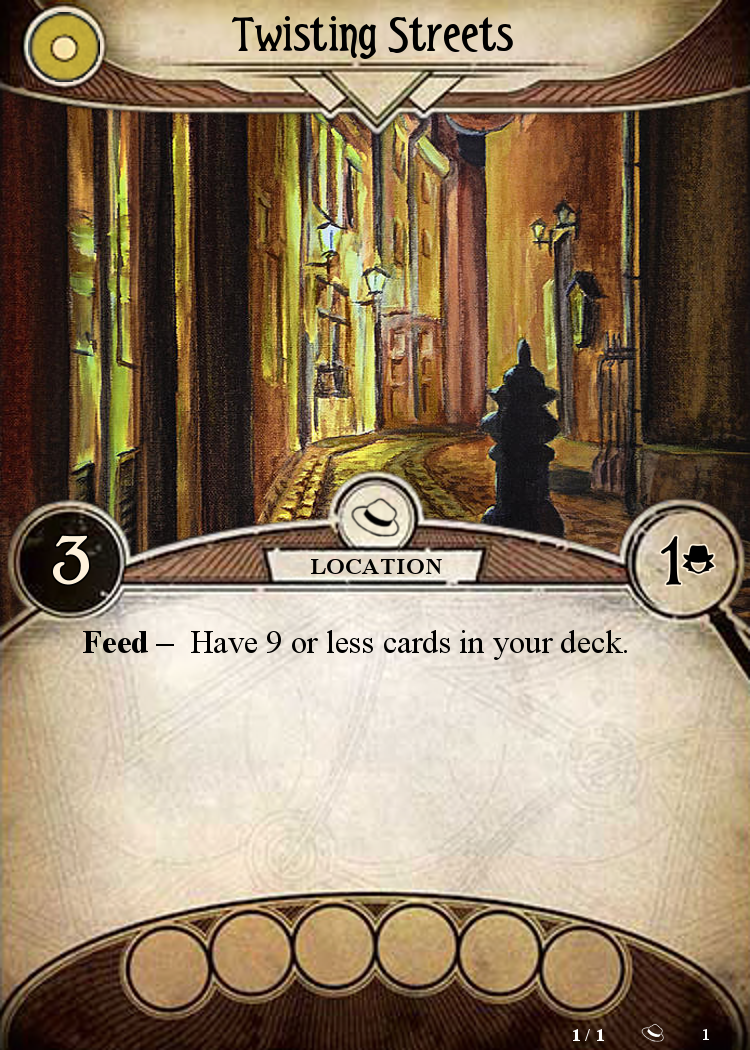 Twisting Streets
3
LOCATION
1
Feed – Have 9 or less cards in your deck.
1 / 1
1